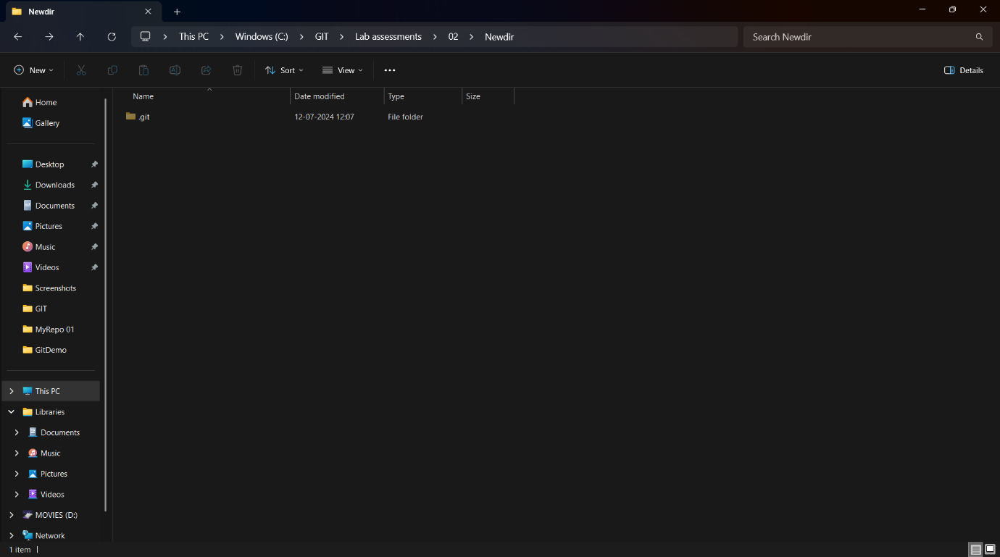 Newdir
This PC > Windows (C:) > GIT > Lab assessments > 02 > Newdir
Search Newdir
New
Sort
View
Details
Name
Date modified
Type
Size
.git
12-07-2024 12:07
File folder
Home
Gallery
Desktop
Downloads
Documents
Pictures
Music
Videos
Screenshots
GIT
MyRepo 01
GitDemo
This PC
Libraries
Documents
Music
Pictures
Videos
MOVIES (D:)
Network
1 item